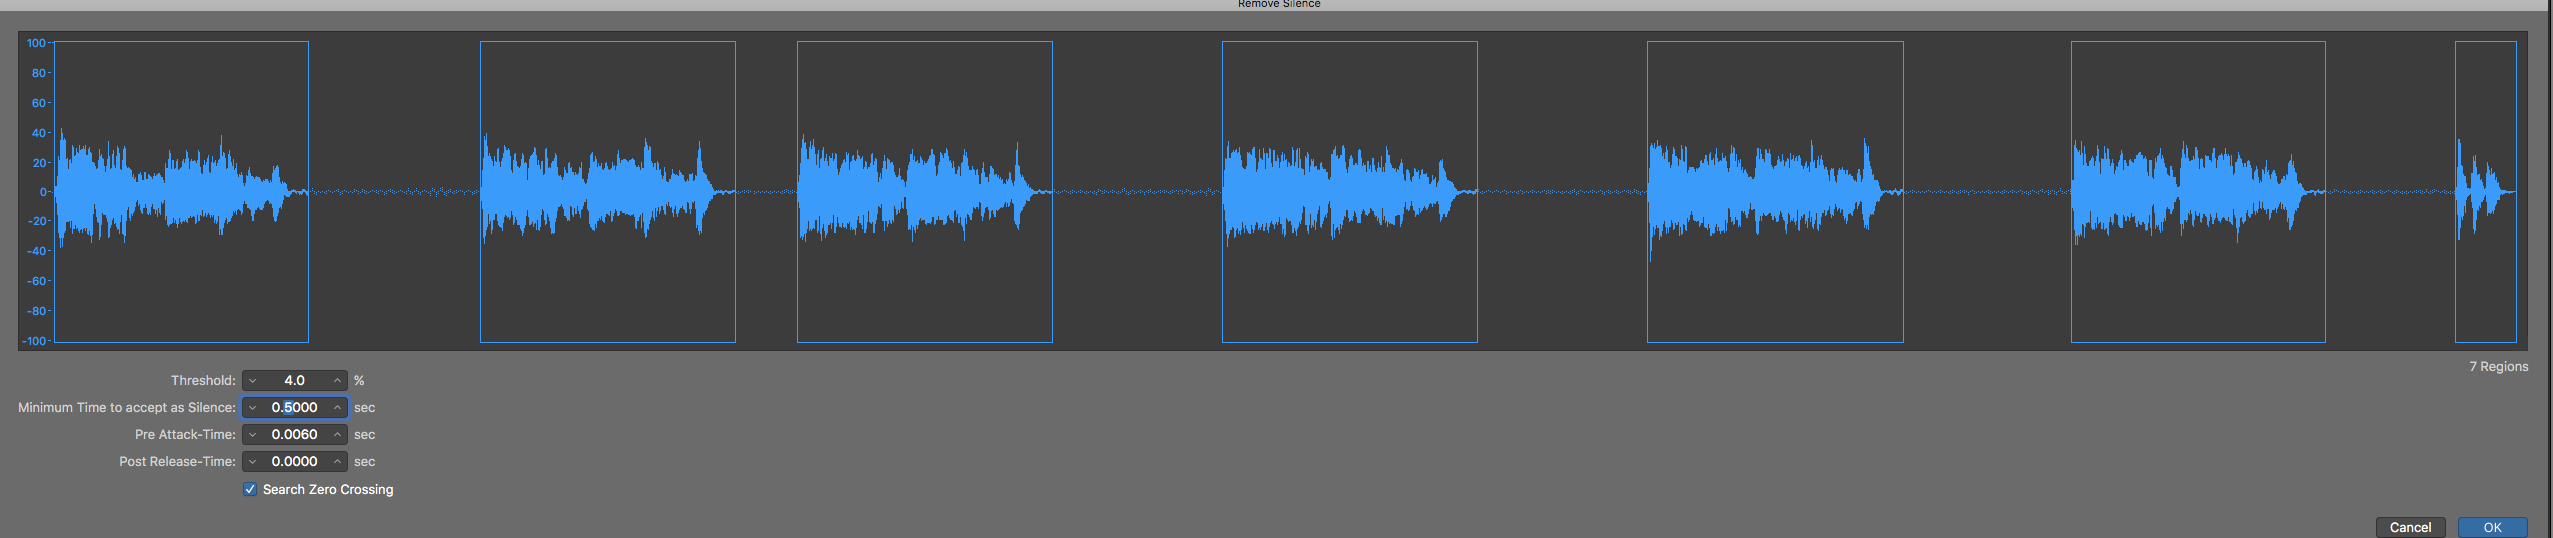 Remove Silence
100
80
60
40
20
0
-20
-40
-60
-80
-100
7 Regions
Threshold: 4.0 %
Minimum Time to accept as Silence: 0.5000 sec
Pre Attack-Time: 0.0060 sec
Post Release-Time: 0.0000 sec
Search Zero Crossing
Cancel OK